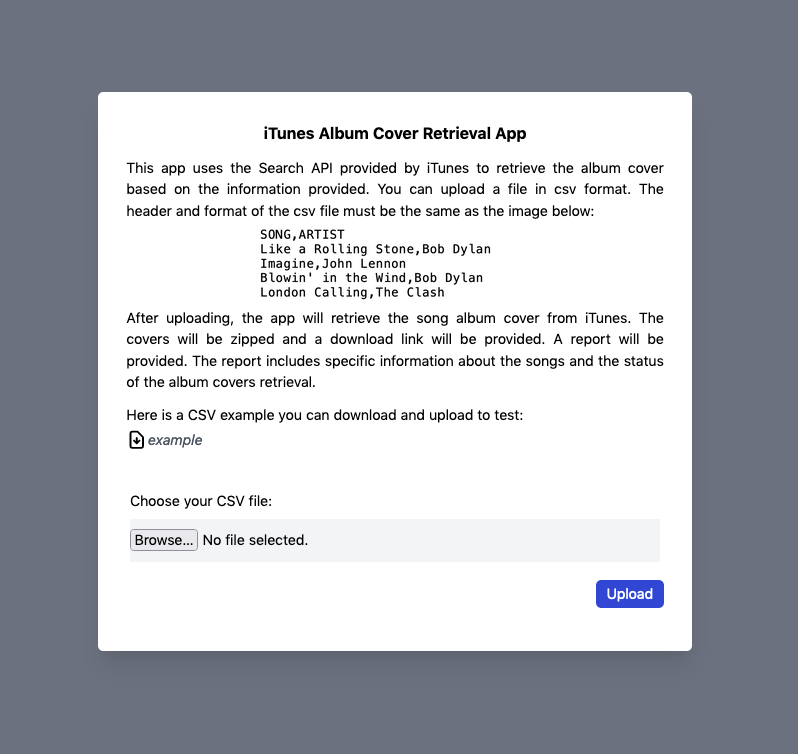 iTunes Album Cover Retrieval App
This app uses the Search API provided by iTunes to retrieve the album cover
based on the information provided. You can upload a file in csv format. The
header and format of the csv file must be the same as the image below:
SONG,ARTIST
Like a Rolling Stone,Bob Dylan
Imagine,John Lennon
Blowin' in the Wind,Bob Dylan
London Calling,The Clash
After uploading, the app will retrieve the song album cover from iTunes. The
covers will be zipped and a download link will be provided. A report will be
provided. The report includes specific information about the songs and the status
of the album covers retrieval.
Here is a CSV example you can download and upload to test:
example
Choose your CSV file:
Browse... No file selected.
Upload